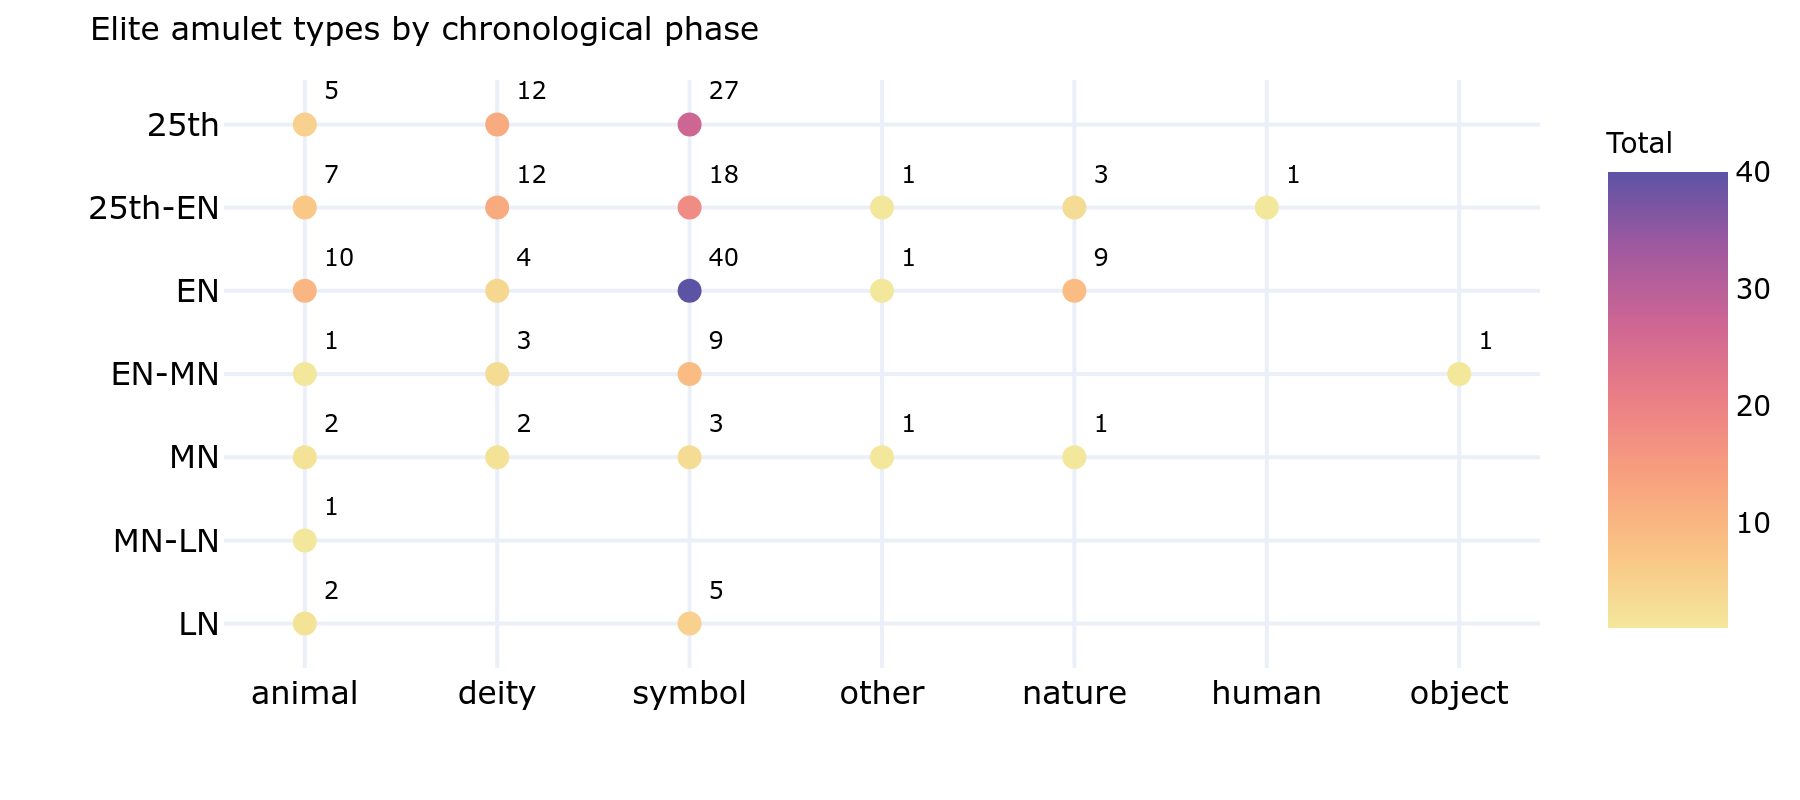 Elite amulet types by chronological phase
5 12 27
25th
7 12 18 1 3 1
25th-EN
10 4 40 1 9
EN
1 3 9 1
EN-MN
2 2 3 1 1
MN
1
MN-LN
2 5
LN
animal deity symbol other nature human object
Total
40
30
20
10